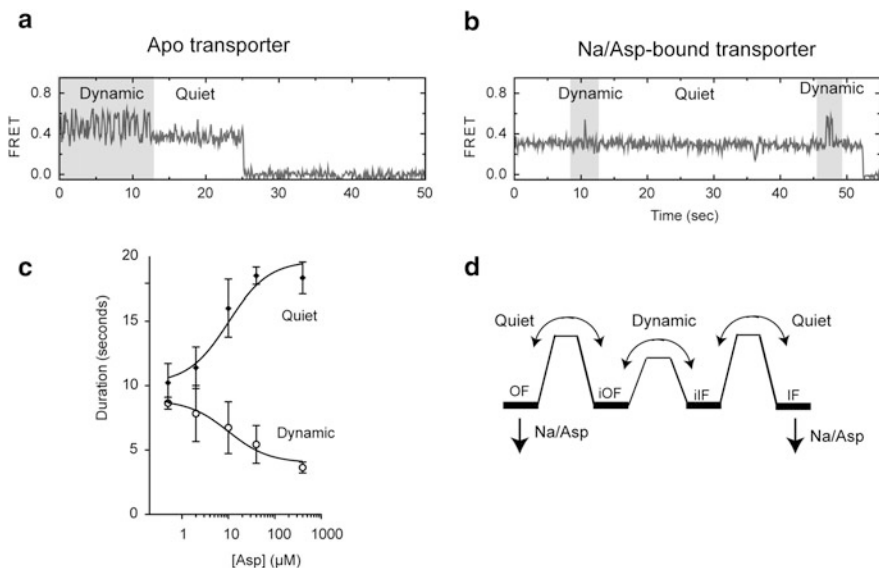 a
Apo transporter
Dynamic Quiet
FRET
0.8
0.4
0.0
0 10 20 30 40 50
b
Na/Asp-bound transporter
Dynamic Quiet Dynamic
FRET
0.8
0.4
0.0
0 10 20 30 40 50
Time (sec)
c
Duration (seconds)
20
15
10
5
0
Quiet
Dynamic
1 10 100 1000
[Asp] (µM)
d
Quiet Dynamic Quiet
OF iOF iIF IF
Na/Asp Na/Asp